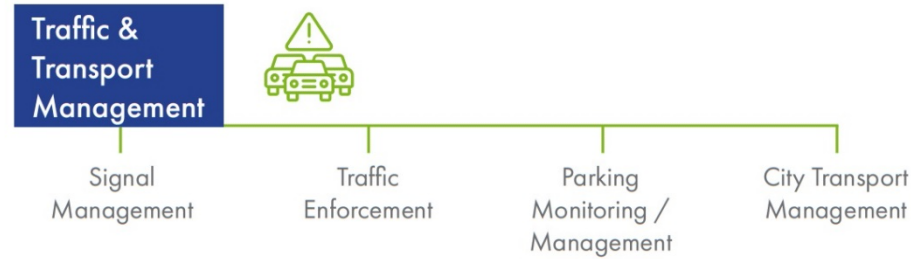 Traffic &
Transport
Management
Signal
Management
Traffic
Enforcement
Parking
Monitoring /
Management
City Transport
Management